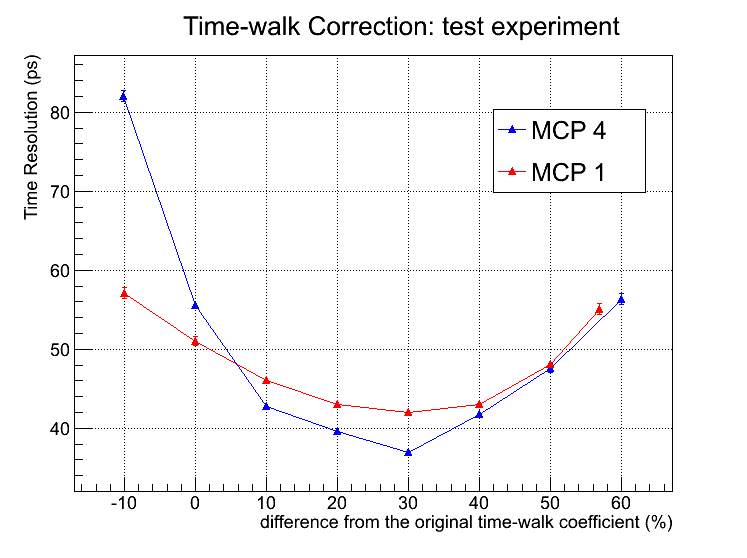 Time-walk Correction: test experiment
Time Resolution (ps)
80
70
60
50
40
MCP 4
MCP 1
-10 0 10 20 30 40 50 60
difference from the original time-walk coefficient (%)